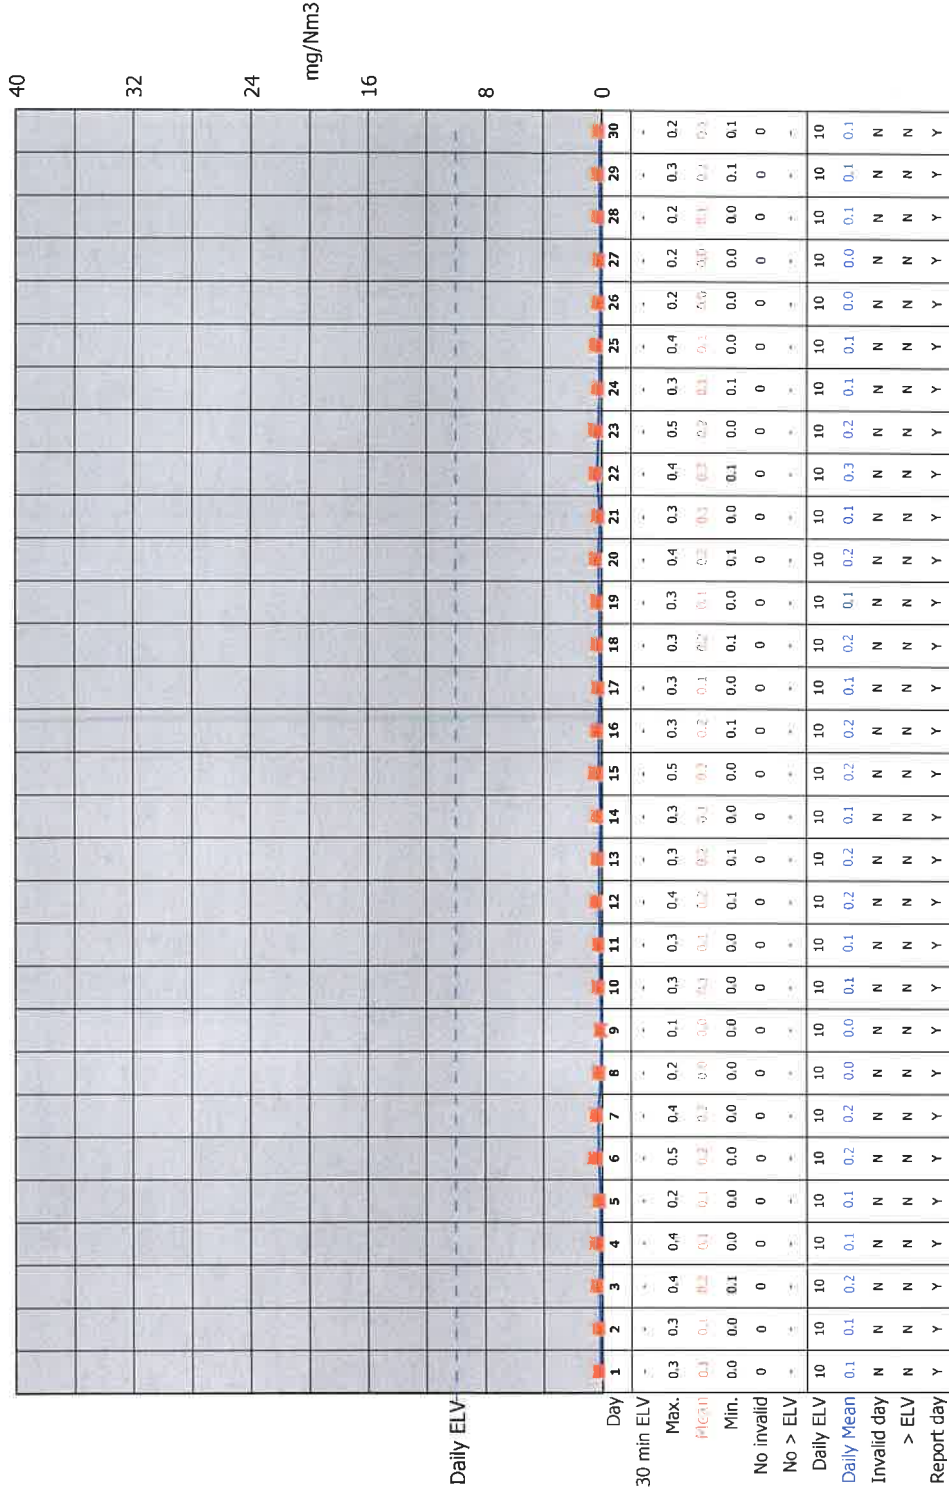 40
32
24
mg/Nm3
16
Daily ELV
8
0
Day 1 2 3 4 5 6 7 8 9 10 11 12 13 14 15 16 17 18 19 20 21 22 23 24 25 26 27 28 29 30
30 min ELV - - - - - - - - - - - - - - - - - - - - - - - - - - - - - -
Max. 0.3 0.3 0.4 0.4 0.2 0.5 0.4 0.2 0.1 0.3 0.3 0.4 0.3 0.3 0.5 0.3 0.3 0.3 0.3 0.4 0.3 0.4 0.5 0.3 0.4 0.2 0.2 0.2 0.3 0.2
Mean
Min. 0.0 0.0 0.1 0.0 0.0 0.0 0.0 0.0 0.0 0.0 0.0 0.1 0.1 0.0 0.0 0.1 0.0 0.1 0.0 0.1 0.0 0.1 0.0 0.1 0.0 0.0 0.0 0.0 0.1 0.1
No invalid 0 0 0 0 0 0 0 0 0 0 0 0 0 0 0 0 0 0 0 0 0 0 0 0 0 0 0 0 0 0
No > ELV - - - - - - - - - - - - - - - - - - - - - - - - - - - - - -
Daily ELV 10 10 10 10 10 10 10 10 10 10 10 10 10 10 10 10 10 10 10 10 10 10 10 10 10 10 10 10 10 10
Daily Mean 0.1 0.1 0.2 0.1 0.1 0.2 0.2 0.0 0.0 0.1 0.1 0.2 0.2 0.1 0.2 0.2 0.1 0.2 0.1 0.2 0.1 0.3 0.2 0.1 0.1 0.0 0.0 0.1 0.1 0.1
Invalid day N N N N N N N N N N N N N N N N N N N N N N N N N N N N N N
> ELV N N N N N N N N N N N N N N N N N N N N N N N N N N N N N N
Report day Y Y Y Y Y Y Y Y Y Y Y Y Y Y Y Y Y Y Y Y Y Y Y Y Y Y Y Y Y Y